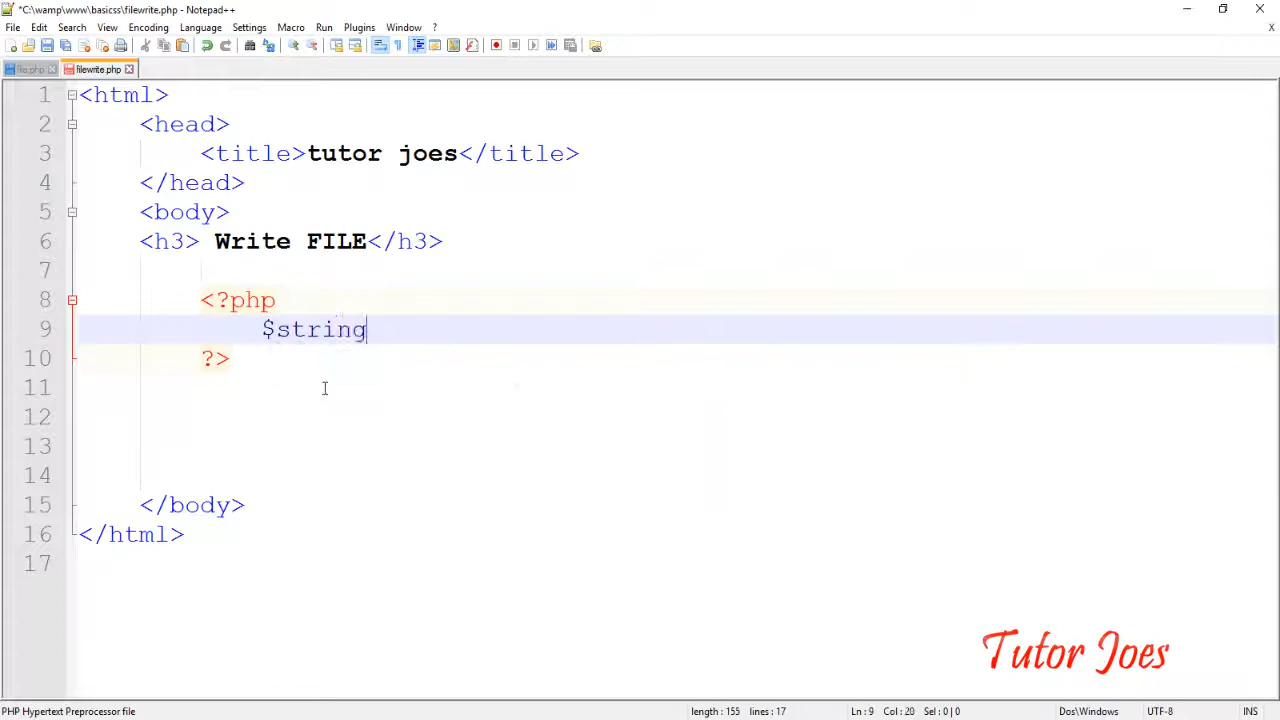 *C:\wamp\www\basicss\filewrite.php - Notepad++
File Edit Search View Encoding Language Settings Macro Run Plugins Window ?
X
file.php filewrite.php
1 <html>
2 <head>
3 <title>tutor joes</title>
4 </head>
5 <body>
6 <h3> Write FILE</h3>
7
8 <?php
9 $string
10 ?>
11
12
13
14
15 </body>
16 </html>
17
Tutor Joes
PHP Hypertext Preprocessor file length : 155 lines : 17 Ln : 9 Col : 20 Sel : 0 | 0 Dos\Windows UTF-8 INS